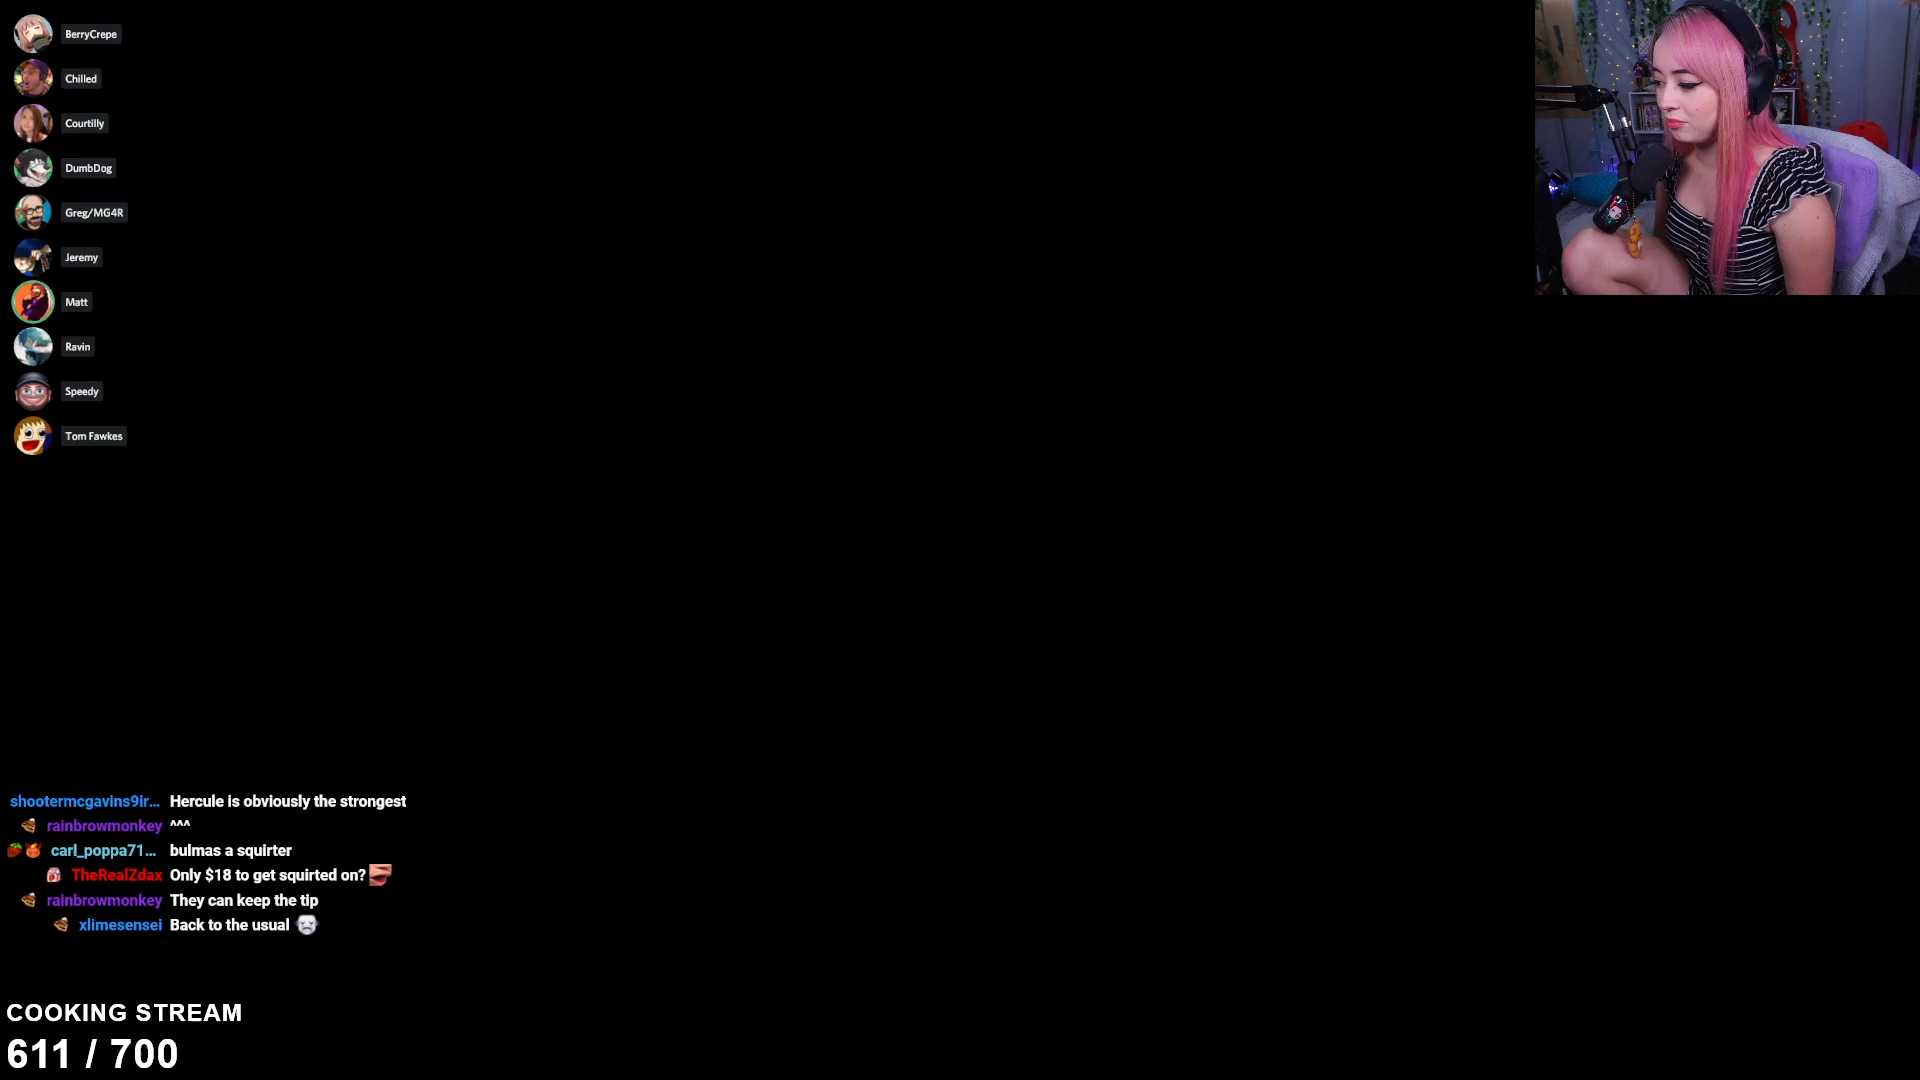 BerryCrepe
Chilled
Courtilly
DumbDog
Greg/MG4R
Jeremy
Matt
Ravin
Speedy
Tom Fawkes
shootermcgavins9ir... Hercule is obviously the strongest
rainbrowmonkey ^^^
carl_poppa71... bulmas a squirter
TheRealZdax Only $18 to get squirted on?
rainbrowmonkey They can keep the tip
xlimesensei Back to the usual
COOKING STREAM
611 / 700